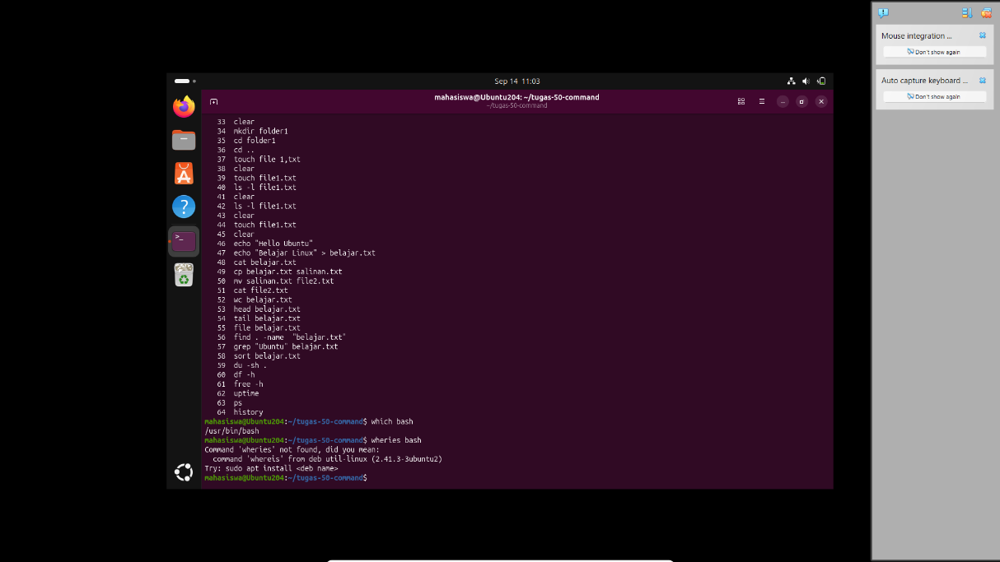 Sep 14 11:03
mahasiswa@Ubuntu204: ~/tugas-50-command
~/tugas-50-command
33 clear
34 mkdir folder1
35 cd folder1
36 cd ..
37 touch file 1,txt
38 clear
39 touch file1.txt
40 ls -l file1.txt
41 clear
42 ls -l file1.txt
43 clear
44 touch file1.txt
45 clear
46 echo "Hello Ubuntu"
47 echo "Belajar Linux" > belajar.txt
48 cat belajar.txt
49 cp belajar.txt salinan.txt
50 mv salinan.txt file2.txt
51 cat file2.txt
52 wc belajar.txt
53 head belajar.txt
54 tail belajar.txt
55 file belajar.txt
56 find . -name  "belajar.txt"
57 grep "Ubuntu" belajar.txt
58 sort belajar.txt
59 du -sh .
60 df -h
61 free -h
62 uptime
63 ps
64 history
mahasiswa@Ubuntu204:~/tugas-50-command$ which bash
/usr/bin/bash
mahasiswa@Ubuntu204:~/tugas-50-command$ wheries bash
Command 'wheries' not found, did you mean:
command 'whereis' from deb util-linux (2.41.3-3ubuntu2)
Try: sudo apt install <deb name>
mahasiswa@Ubuntu204:~/tugas-50-command$
Mouse integration ...
Don't show again
Auto capture keyboard ...
Don't show again